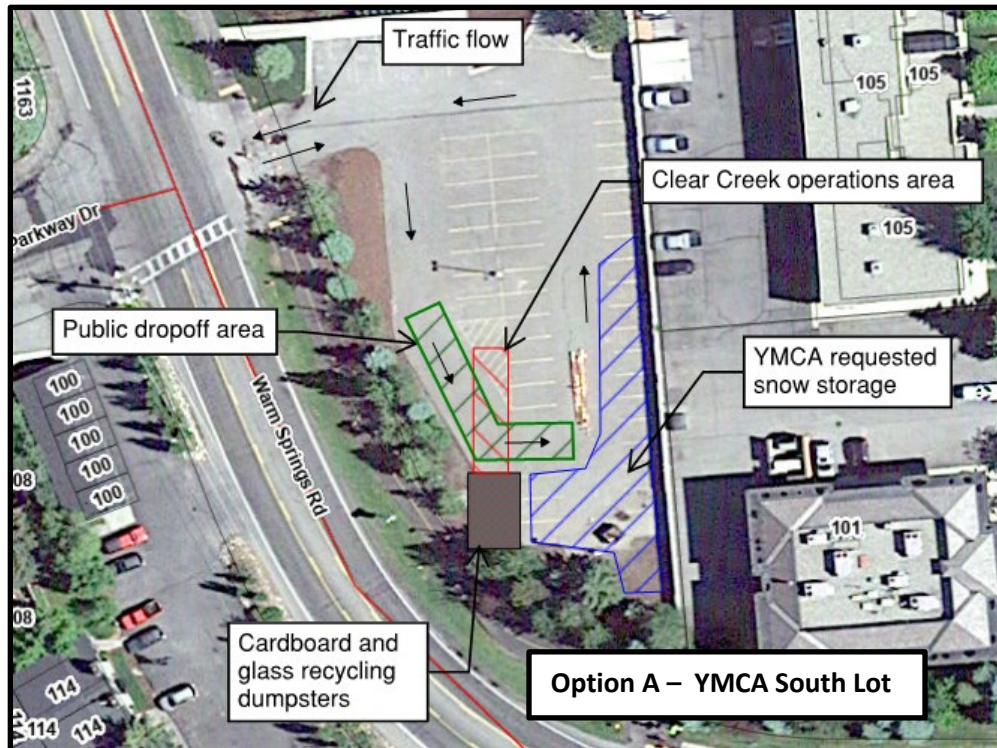 Traffic flow
1163
105
105
Clear Creek operations area
105
Parkway Dr
Public dropoff area
YMCA requested
snow storage
100
100
100
100
100
Warm Springs Rd
08
101
08
Cardboard and
glass recycling
dumpsters
Option A – YMCA South Lot
114
114
114